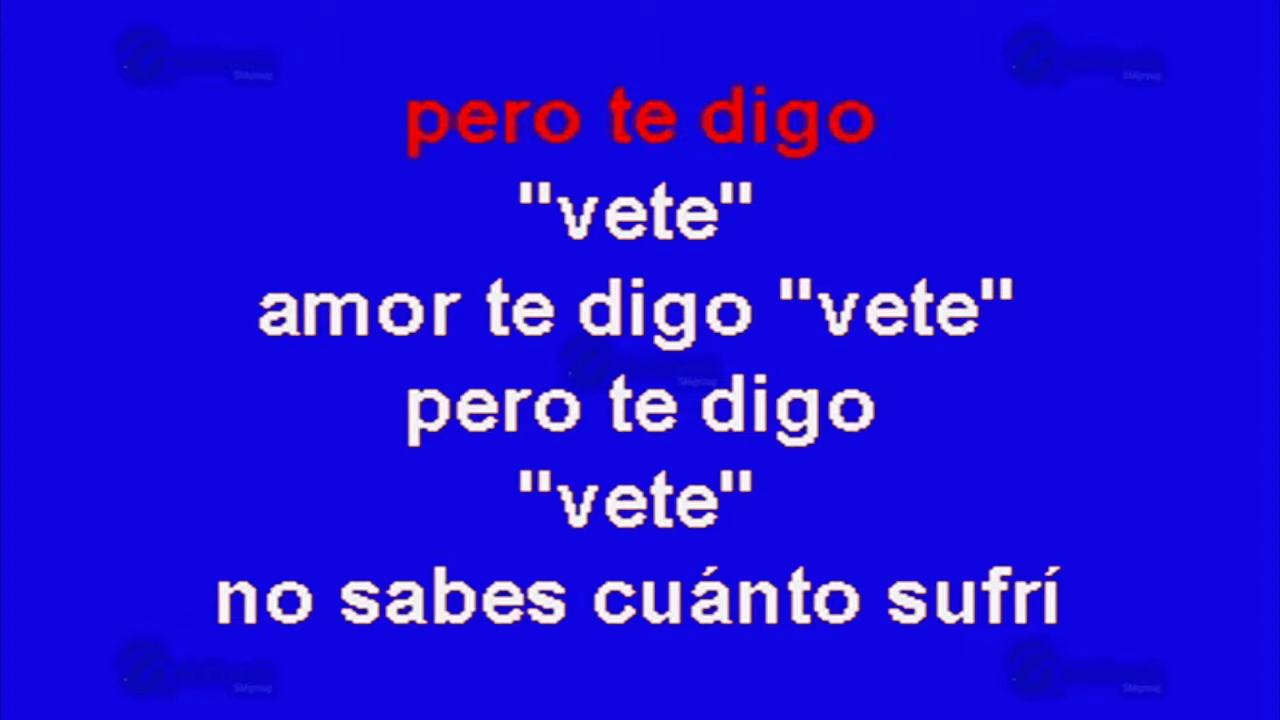 pero te digo
"vete"
amor te digo "vete"
pero te digo
"vete"
no sabes cuánto sufrí